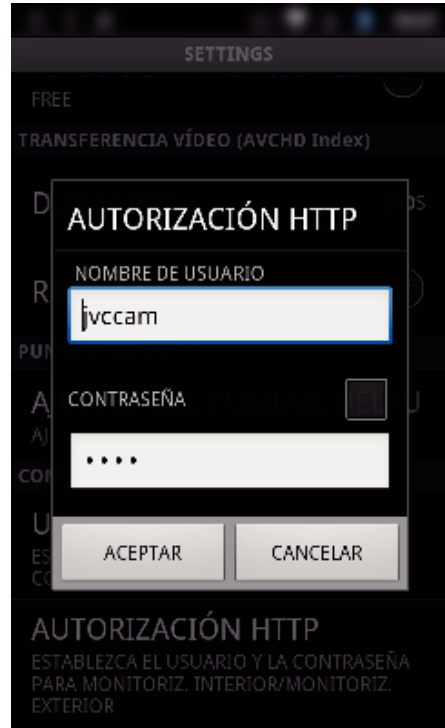 SETTINGS
FREE
TRANSFERENCIA VÍDEO (AVCHD Index)
AUTORIZACIÓN HTTP
NOMBRE DE USUARIO
jvccam
CONTRASEÑA
••••
ACEPTAR
CANCELAR
AUTORIZACIÓN HTTP
ESTABLEZCA EL USUARIO Y LA CONTRASEÑA
PARA MONITORIZ. INTERIOR/MONITORIZ.
EXTERIOR